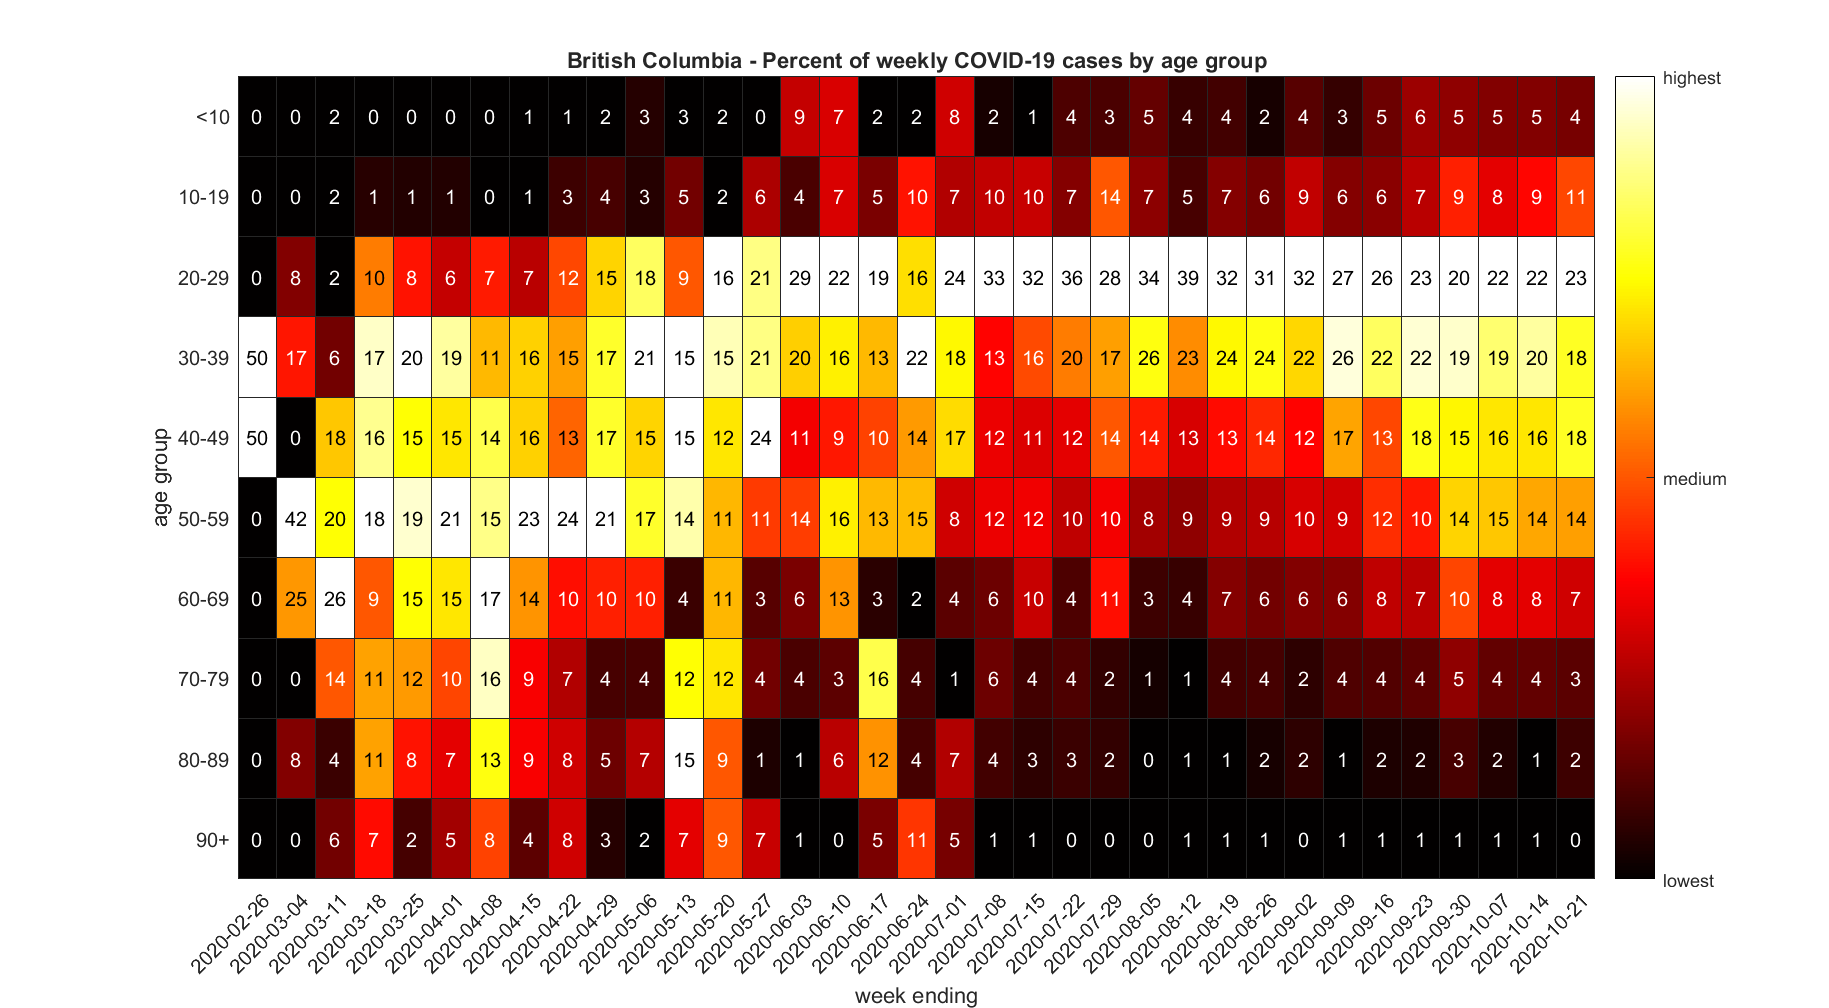 British Columbia - Percent of weekly COVID-19 cases by age group
<10 0 0 2 0 0 0 0 1 1 2 3 3 2 0 9 7 2 2 8 2 1 4 3 5 4 4 2 4 3 5 6 5 5 5 4
10-19 0 0 2 1 1 1 0 1 3 4 3 5 2 6 4 7 5 10 7 10 10 7 14 7 5 7 6 9 6 6 7 9 8 9 11
20-29 0 8 2 10 8 6 7 7 12 15 18 9 16 21 29 22 19 16 24 33 32 36 28 34 39 32 31 32 27 26 23 20 22 22 23
30-39 50 17 6 17 20 19 11 16 15 17 21 15 15 21 20 16 13 22 18 13 16 20 17 26 23 24 24 22 26 22 22 19 19 20 18
40-49 50 0 18 16 15 15 14 16 13 17 15 15 12 24 11 9 10 14 17 12 11 12 14 14 13 13 14 12 17 13 18 15 16 16 18
50-59 0 42 20 18 19 21 15 23 24 21 17 14 11 11 14 16 13 15 8 12 12 10 10 8 9 9 9 10 9 12 10 14 15 14 14
60-69 0 25 26 9 15 15 17 14 10 10 10 4 11 3 6 13 3 2 4 6 10 4 11 3 4 7 6 6 6 8 7 10 8 8 7
70-79 0 0 14 11 12 10 16 9 7 4 4 12 12 4 4 3 16 4 1 6 4 4 2 1 1 4 4 2 4 4 4 5 4 4 3
80-89 0 8 4 11 8 7 13 9 8 5 7 15 9 1 1 6 12 4 7 4 3 3 2 0 1 1 2 2 1 2 2 3 2 1 2
90+ 0 0 6 7 2 5 8 4 8 3 2 7 9 7 1 0 5 11 5 1 1 0 0 0 1 1 1 0 1 1 1 1 1 1 0
2020-02-26 2020-03-04 2020-03-11 2020-03-18 2020-03-25 2020-04-01 2020-04-08 2020-04-15 2020-04-22 2020-04-29 2020-05-06 2020-05-13 2020-05-20 2020-05-27 2020-06-03 2020-06-10 2020-06-17 2020-06-24 2020-07-01 2020-07-08 2020-07-15 2020-07-22 2020-07-29 2020-08-05 2020-08-12 2020-08-19 2020-08-26 2020-09-02 2020-09-09 2020-09-16 2020-09-23 2020-09-30 2020-10-07 2020-10-14 2020-10-21
week ending
age group
highest
medium
lowest